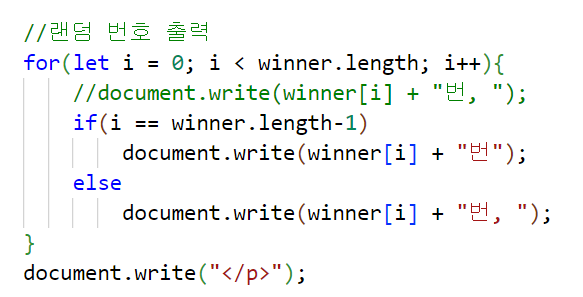 //랜덤 번호 출력
for(let i = 0; i < winner.length; i++){
    //document.write(winner[i] + "번, ");
    if(i == winner.length-1)
        document.write(winner[i] + "번");
    else
        document.write(winner[i] + "번, ");
}
document.write("</p>");